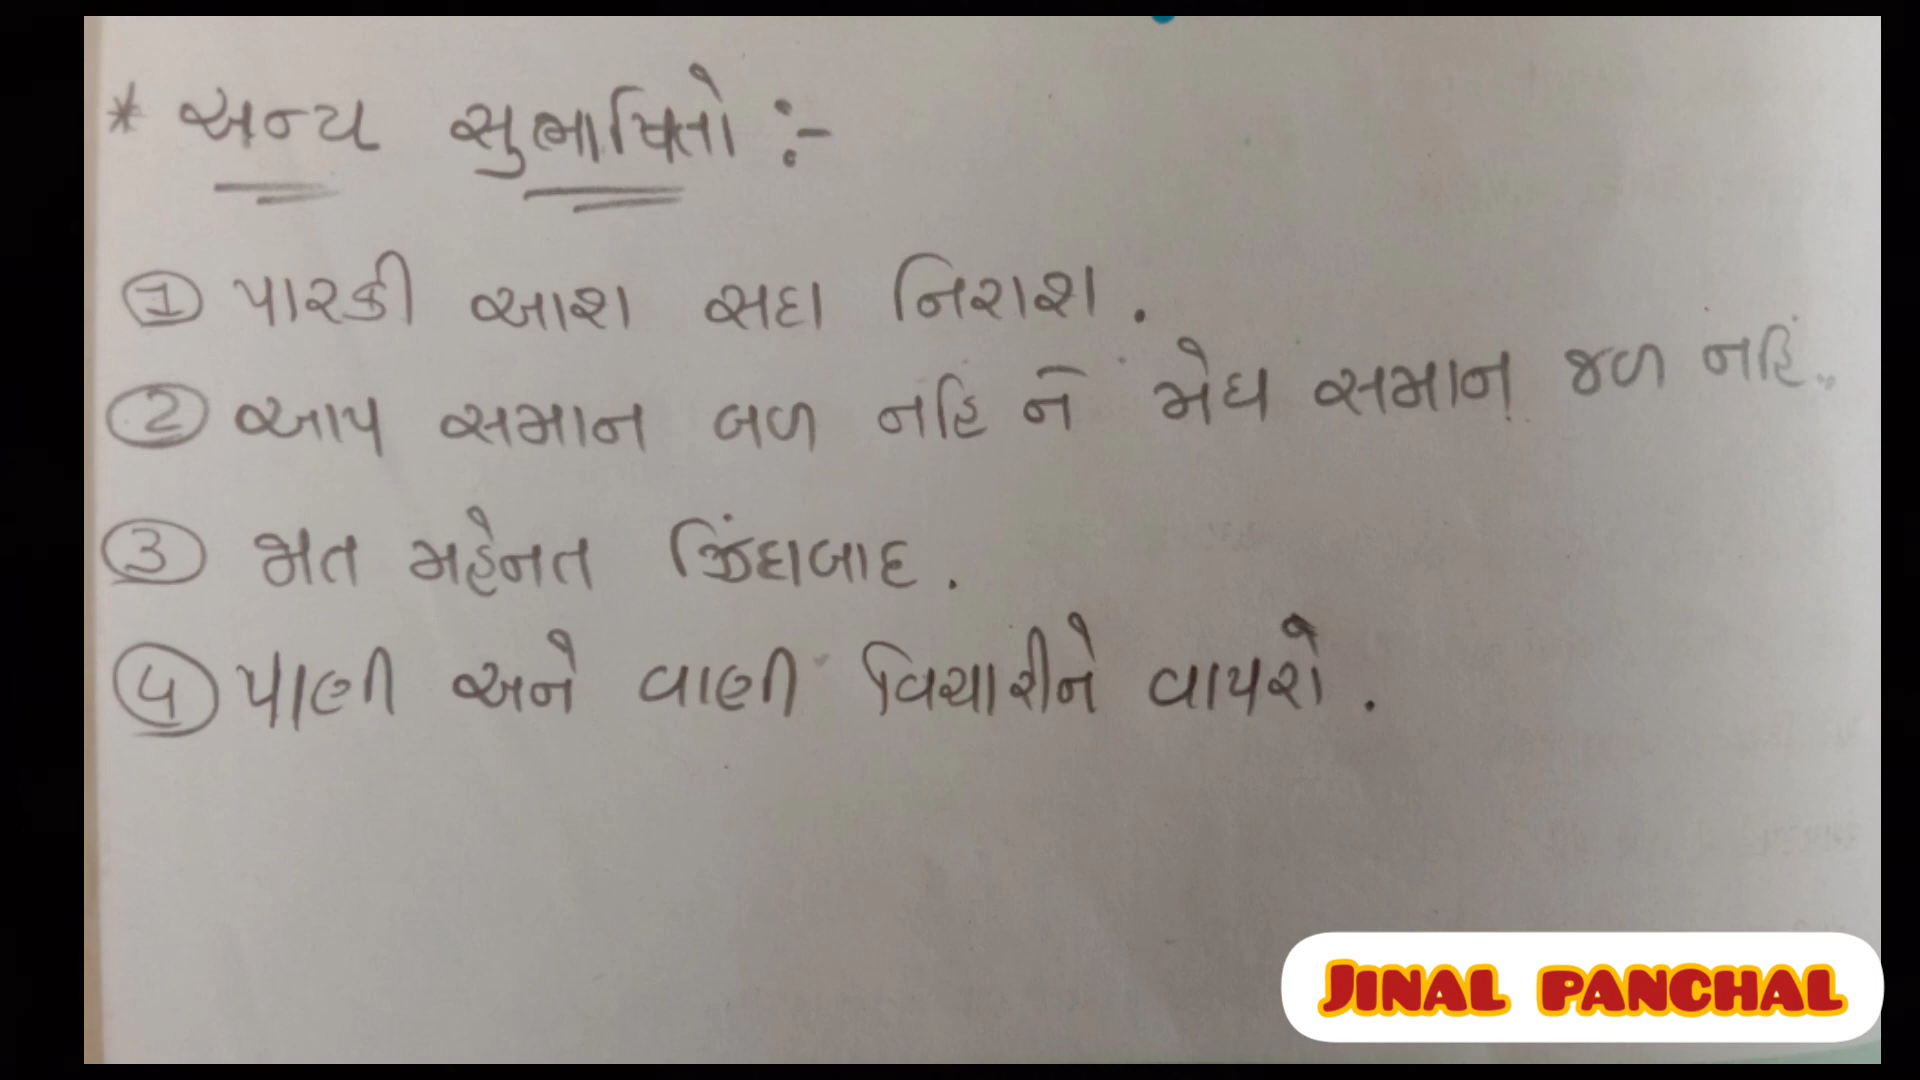 * અન્ય સુભાષિતો :-
① પારકી આશ સદા નિરાશ.
② આપ સમાન બળ નહિ ને મેઘ સમાન જળ નહિં..
③ જાત મહેનત ઝિંદાબાદ.
④ પાણી અને વાણી વિચારીને વાપરો.
JINAL PANCHAL